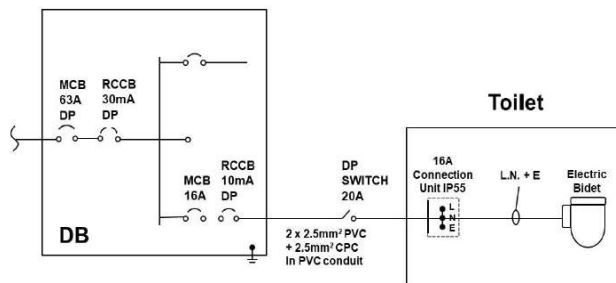 MCB
63A
DP
RCCB
30mA
DP
MCB
16A
RCCB
10mA
DP
DB
DP
SWITCH
20A
2 x 2.5mm² PVC
+ 2.5mm² CPC
In PVC conduit
Toilet
16A
Connection
Unit IP55
L
N
E
L.N. + E
Electric
Bidet